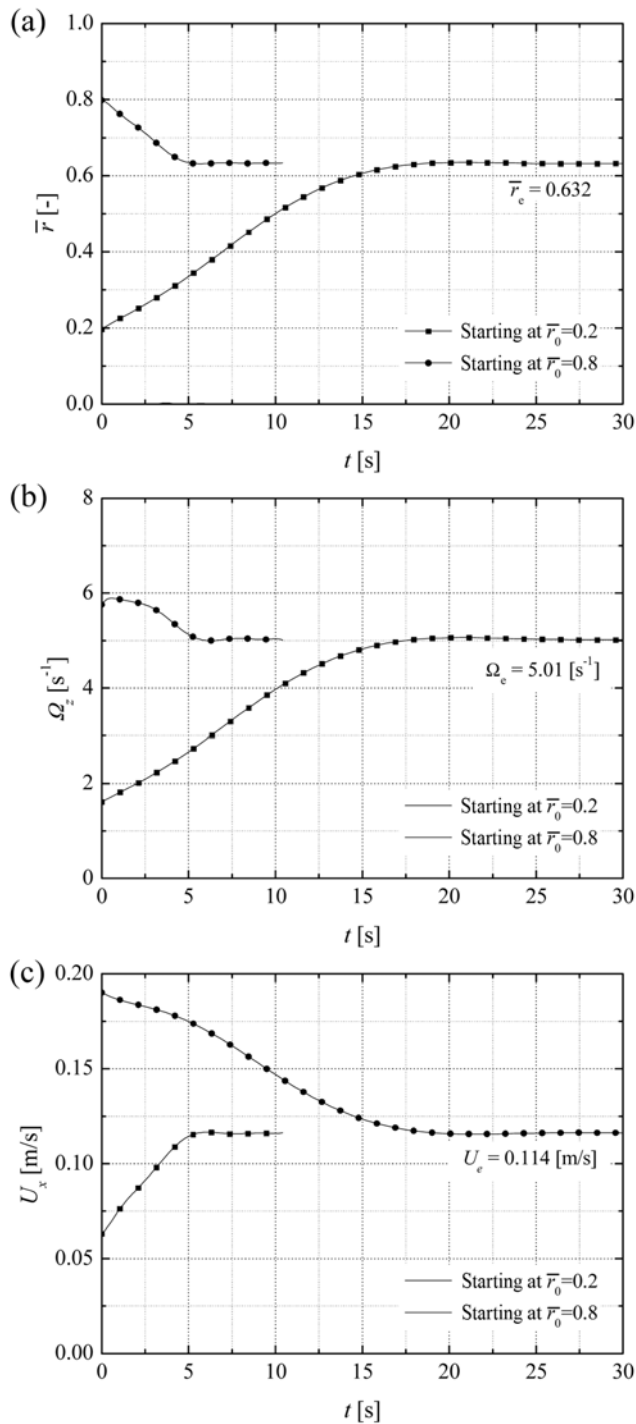 (a)
1.0
0.8
0.6
0.4
0.2
0.0
r̅ [-]
r̅ₑ = 0.632
Starting at r̅₀=0.2
Starting at r̅₀=0.8
0 5 10 15 20 25 30
t [s]
(b)
8
6
4
2
0
Ω_z [s⁻¹]
Ωₑ = 5.01 [s⁻¹]
Starting at r̅₀=0.2
Starting at r̅₀=0.8
0 5 10 15 20 25 30
t [s]
(c)
0.20
0.15
0.10
0.05
0.00
Uₓ [m/s]
Uₑ = 0.114 [m/s]
Starting at r̅₀=0.2
Starting at r̅₀=0.8
0 5 10 15 20 25 30
t [s]